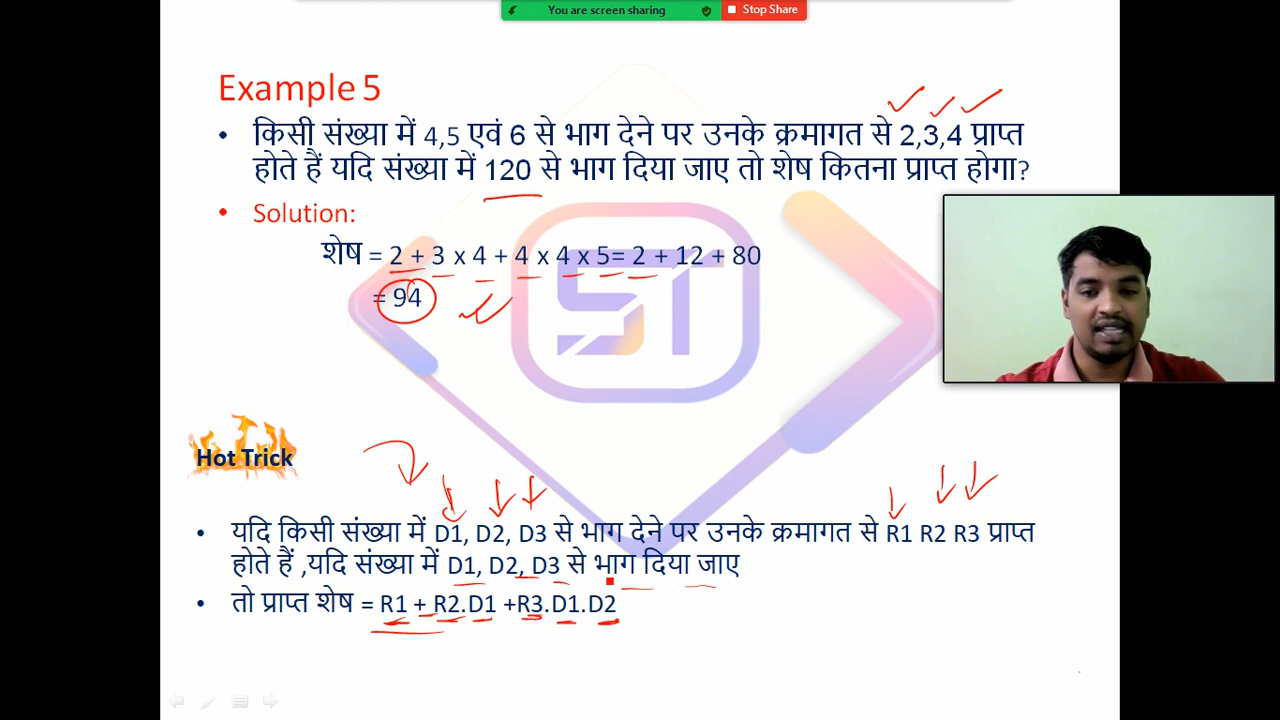 You are screen sharing
Stop Share
Example 5
• किसी संख्या में 4,5 एवं 6 से भाग देने पर उनके क्रमागत से 2,3,4 प्राप्त
होते हैं यदि संख्या में 120 से भाग दिया जाए तो शेष कितना प्राप्त होगा?
• Solution:
शेष = 2 + 3 x 4 + 4 x 4 x 5= 2 + 12 + 80
= 94
ST
Hot Trick
• यदि किसी संख्या में D1, D2, D3 से भाग देने पर उनके क्रमागत से R1 R2 R3 प्राप्त
होते हैं ,यदि संख्या में D1, D2, D3 से भाग दिया जाए
• तो प्राप्त शेष = R1 + R2.D1 +R3.D1.D2